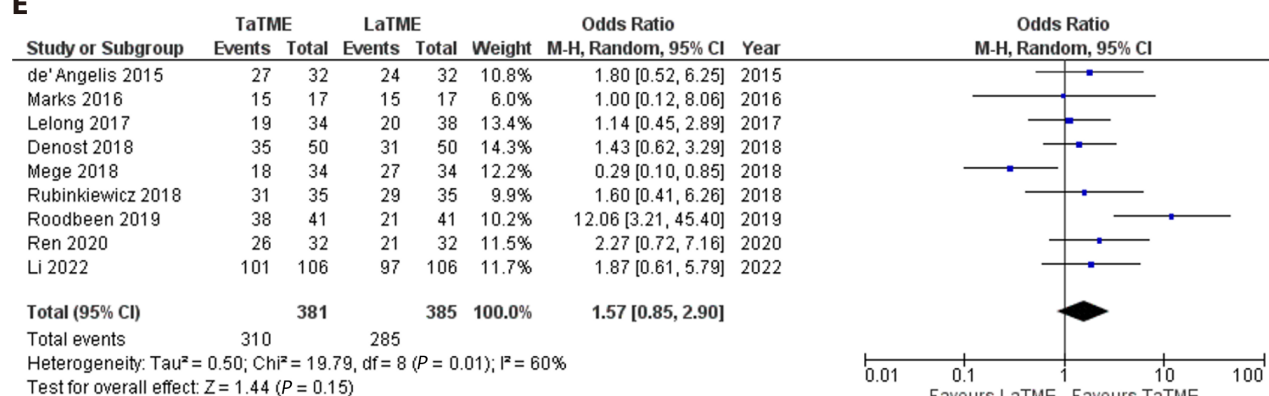 E
TaTME LaTME Odds Ratio Odds Ratio
Study or Subgroup Events Total Events Total Weight M-H, Random, 95% CI Year M-H, Random, 95% CI
de'Angelis 2015 27 32 24 32 10.8% 1.80 [0.52, 6.25] 2015
Marks 2016 15 17 15 17 6.0% 1.00 [0.12, 8.06] 2016
Lelong 2017 19 34 20 38 13.4% 1.14 [0.45, 2.89] 2017
Denost 2018 35 50 31 50 14.3% 1.43 [0.62, 3.29] 2018
Mege 2018 18 34 27 34 12.2% 0.29 [0.10, 0.85] 2018
Rubinkiewicz 2018 31 35 29 35 9.9% 1.60 [0.41, 6.26] 2018
Roodbeen 2019 38 41 21 41 10.2% 12.06 [3.21, 45.40] 2019
Ren 2020 26 32 21 32 11.5% 2.27 [0.72, 7.16] 2020
Li 2022 101 106 97 106 11.7% 1.87 [0.61, 5.79] 2022
Total (95% CI) 381 385 100.0% 1.57 [0.85, 2.90]
Total events 310 285
Heterogeneity: Tau² = 0.50; Chi² = 19.79, df = 8 (P = 0.01); I² = 60%
Test for overall effect: Z = 1.44 (P = 0.15)
0.01 0.1 1 10 100
Favours LaTME Favours TaTME